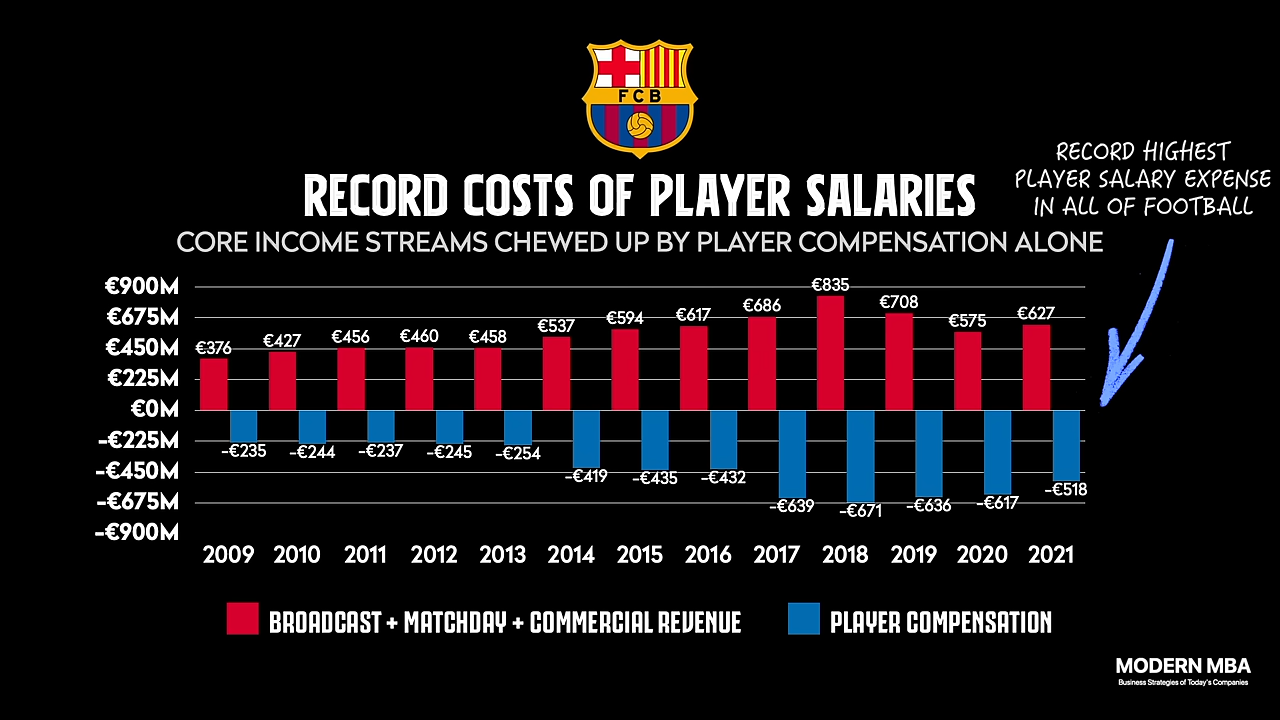 FCB
RECORD COSTS OF PLAYER SALARIES
CORE INCOME STREAMS CHEWED UP BY PLAYER COMPENSATION ALONE
RECORD HIGHEST
PLAYER SALARY EXPENSE
IN ALL OF FOOTBALL
€900M
€675M
€450M
€225M
€0M
-€225M
-€450M
-€675M
-€900M
€376
€427
€456
€460
€458
€537
€594
€617
€686
€835
€708
€575
€627
-€235
-€244
-€237
-€245
-€254
-€419
-€435
-€432
-€639
-€671
-€636
-€617
-€518
2009 2010 2011 2012 2013 2014 2015 2016 2017 2018 2019 2020 2021
BROADCAST + MATCHDAY + COMMERCIAL REVENUE
PLAYER COMPENSATION
MODERN MBA
Business Strategies of Today's Companies